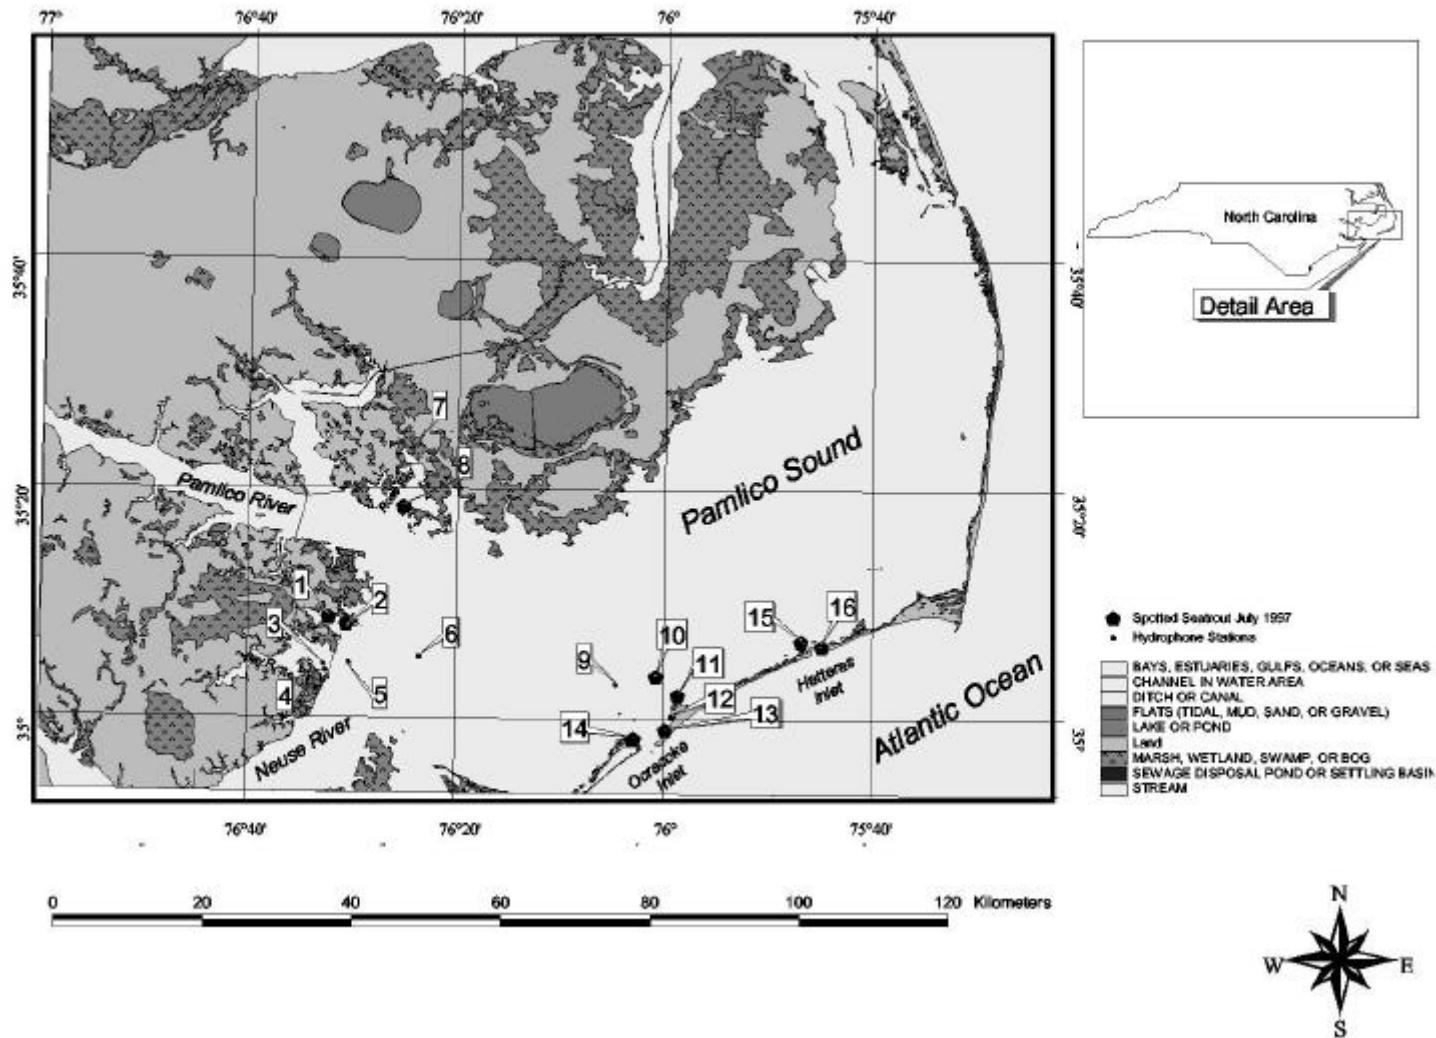 77°
76°40'
76°20'
76°
75°40'
35°40'
35°40'
North Carolina
Detail Area
7
8
Pamlico Sound
Pamlico River
35°20'
35°20'
1
2
3
6
15
16
10
9
11
Hatteras
Inlet
12
4
5
13
14
Atlantic Ocean
Neuse River
Ocracoke
Inlet
35°
35°
Spotted Seatrout July 1997
Hydrophone Stations
BAYS, ESTUARIES, GULFS, OCEANS, OR SEAS
CHANNEL IN WATER AREA
DITCH OR CANAL
FLATS (TIDAL, MUD, SAND, OR GRAVEL)
LAKE OR POND
Land
MARSH, WETLAND, SWAMP, OR BOG
SEWAGE DISPOSAL POND OR SETTLING BASIN
STREAM
76°40'
76°20'
76°
75°40'
0 20 40 60 80 100 120 Kilometers
N
W E
S